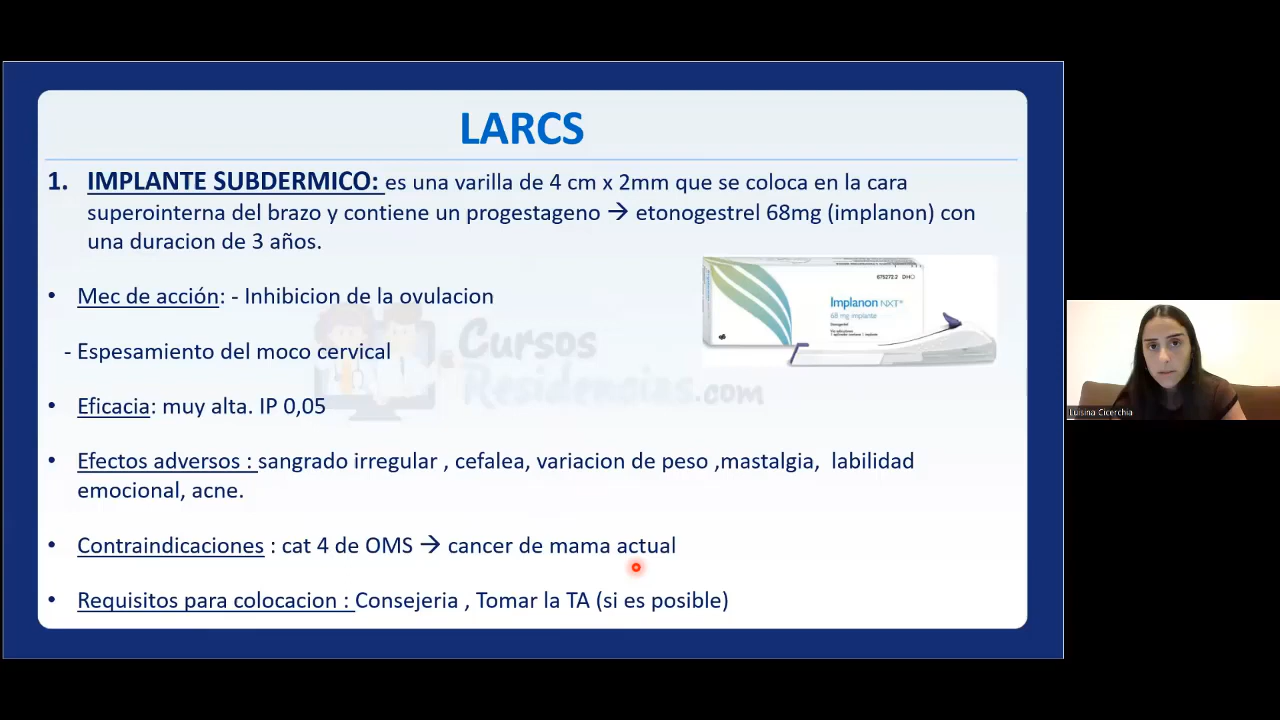 LARCS
1. IMPLANTE SUBDERMICO: es una varilla de 4 cm x 2mm que se coloca en la cara
superointerna del brazo y contiene un progestageno → etonogestrel 68mg (implanon) con
una duracion de 3 años.
• Mec de acción: - Inhibicion de la ovulacion
- Espesamiento del moco cervical
• Eficacia: muy alta. IP 0,05
• Efectos adversos : sangrado irregular , cefalea, variacion de peso ,mastalgia, labilidad
emocional, acne.
• Contraindicaciones : cat 4 de OMS → cancer de mama actual
• Requisitos para colocacion : Consejeria , Tomar la TA (si es posible)
Implanon NXT®
68 mg implante
Cursos
Residencias.com
Luisina Cicerchia